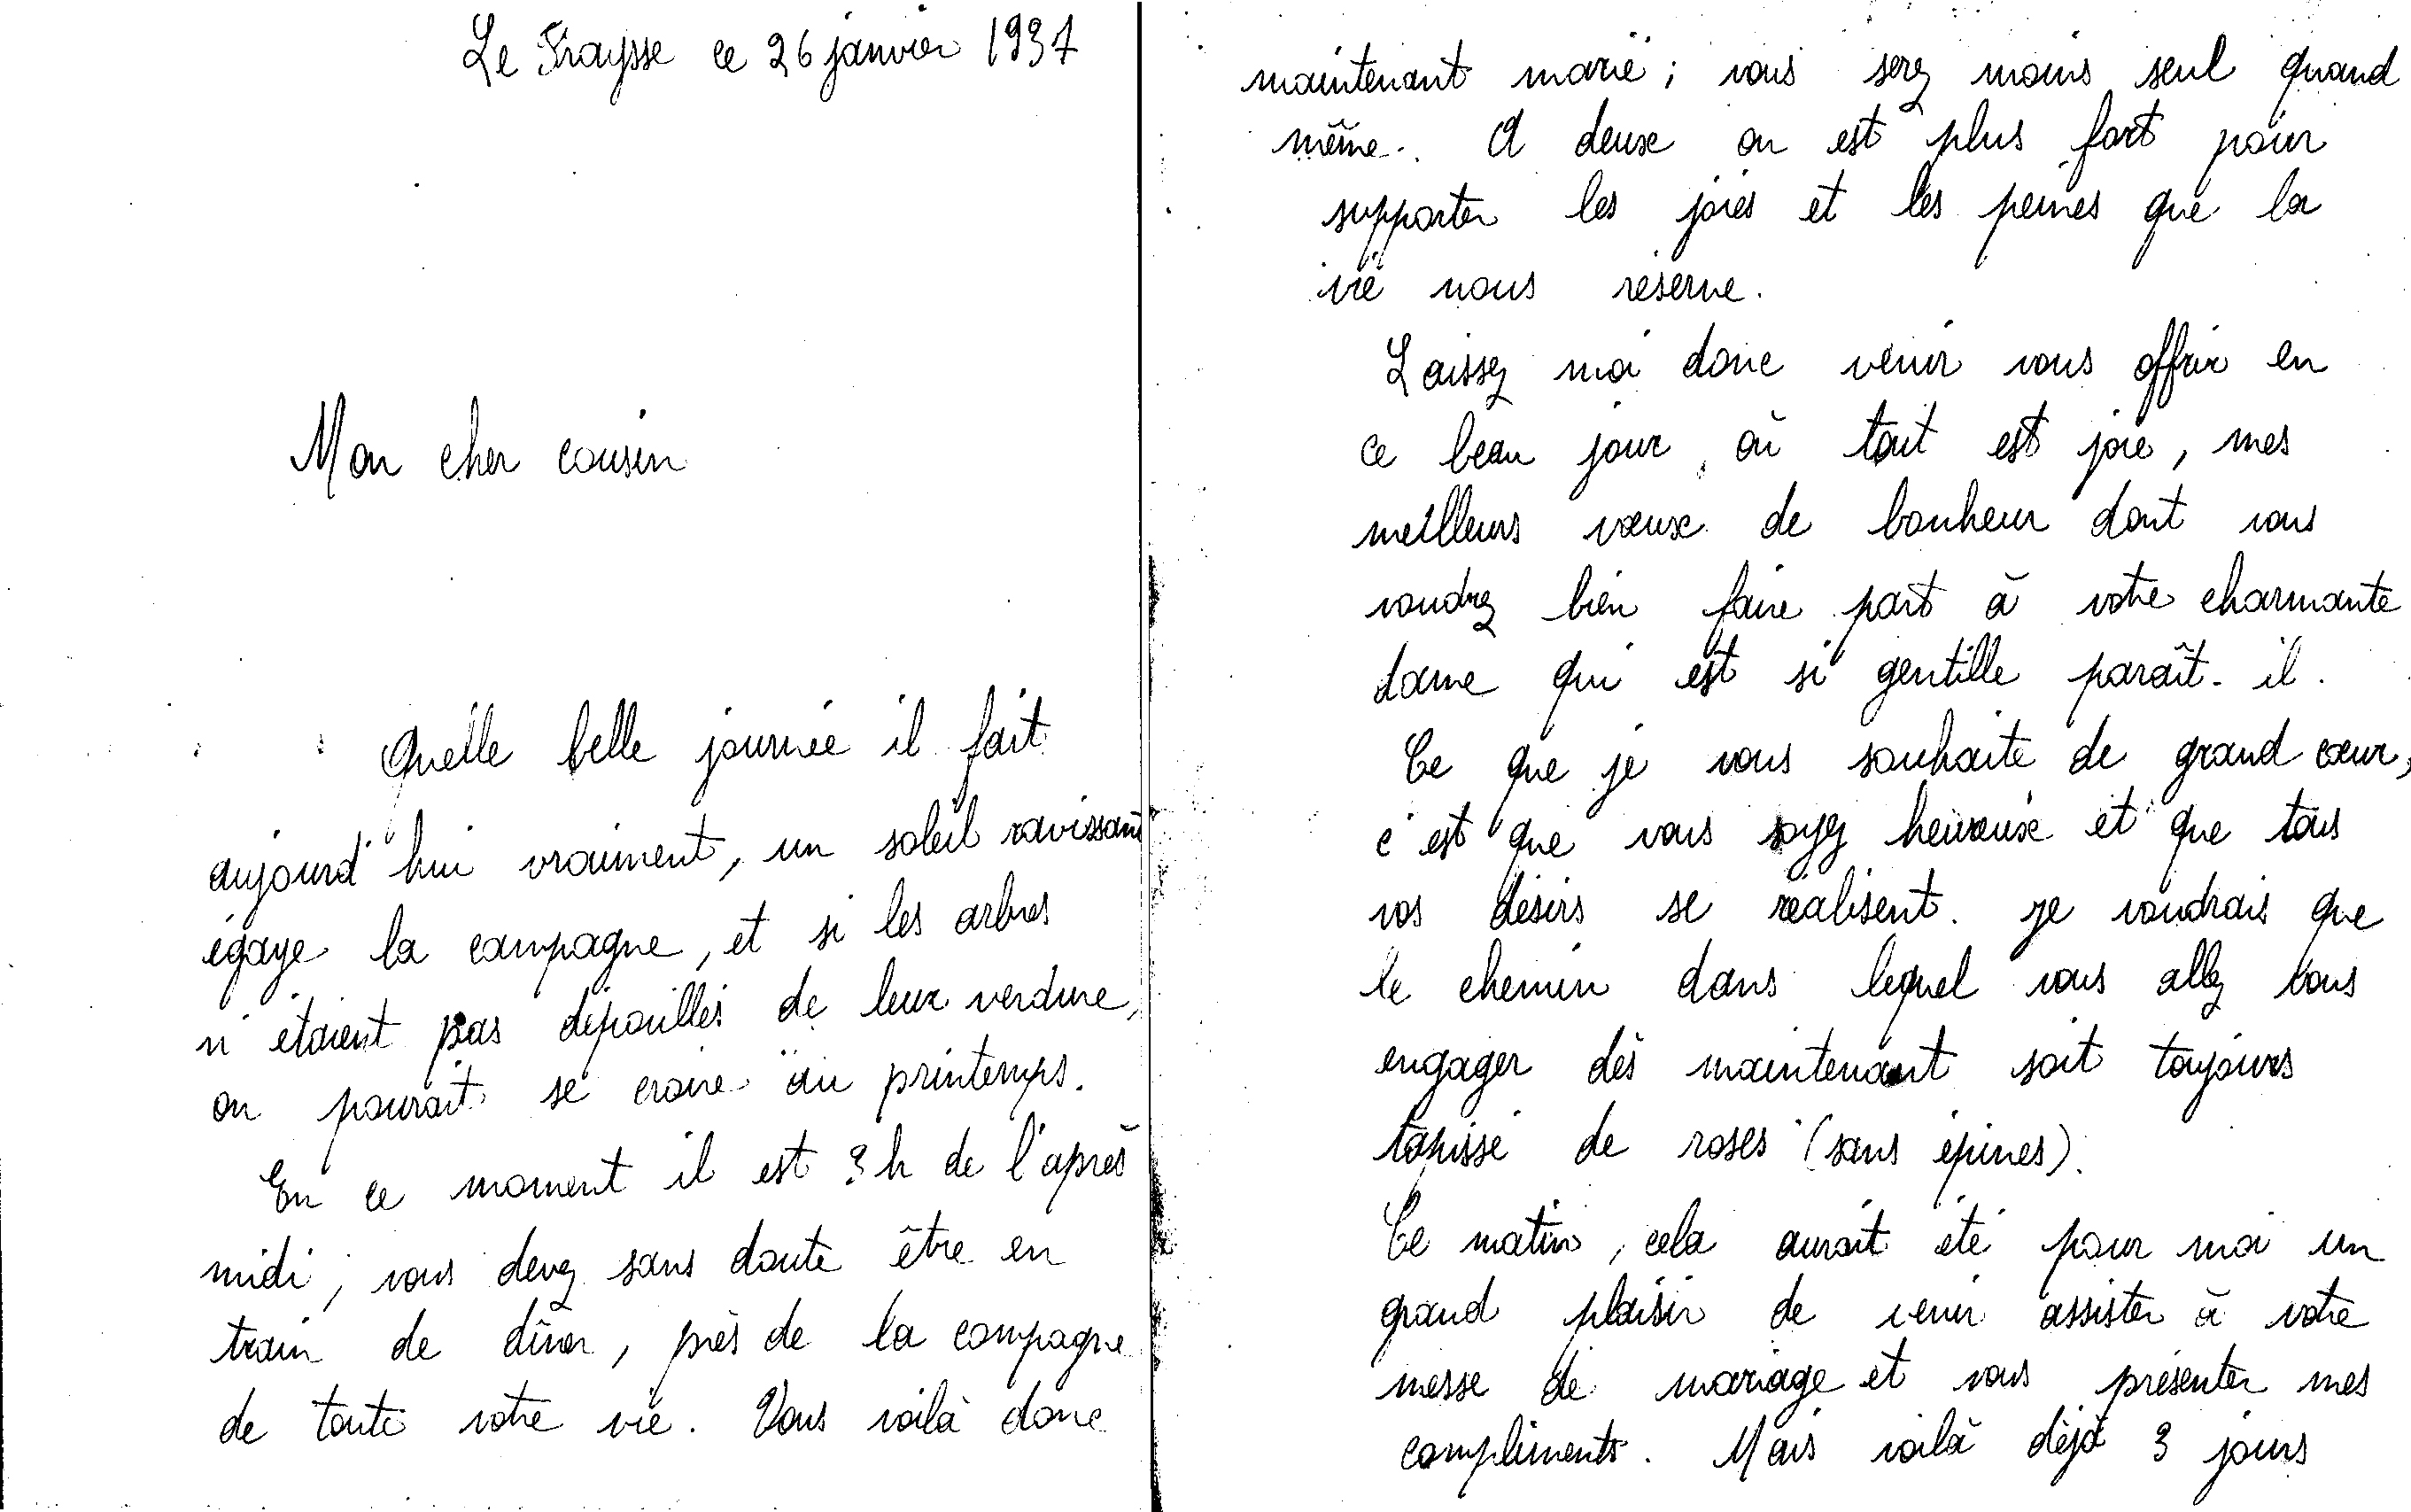 Le Fraysse ce 26 janvier 1937
Mon cher cousin
Quelle belle journée il fait
aujourd'hui vraiment, un soleil ravissant
égaye la campagne, et si les arbres
n'étaient pas dépouillés de leur verdure,
on pourait se croire au printemps.
En ce moment il est 3 h de l'après
midi, vous devez sans doute être en
train de dîner, près de la compagne
de toute votre vie. Vous voilà donc
maintenant marié ; vous serez moins seul quand
même. A deux on est plus fort pour
supporter les joies et les peines que la
vie nous réserve.
Laissez moi donc venir vous offrir en
ce beau jour, où tout est joie, mes
meilleurs vœux de bonheur dont vous
voudrez bien faire part à votre charmante
dame qui est si gentille paraît-il.
Ce que je vous souhaite de grand cœur,
c'est que vous soyez heureux et que tous
vos désirs se réalisent. je voudrais que
le chemin dans lequel vous allez vous
engager dès maintenant soit toujours
tapissé de roses (sans épines).
Ce matin, cela aurait été pour moi un
grand plaisir de venir assister à votre
messe de mariage et vous présenter mes
compliments. Mais voilà déjà 3 jours